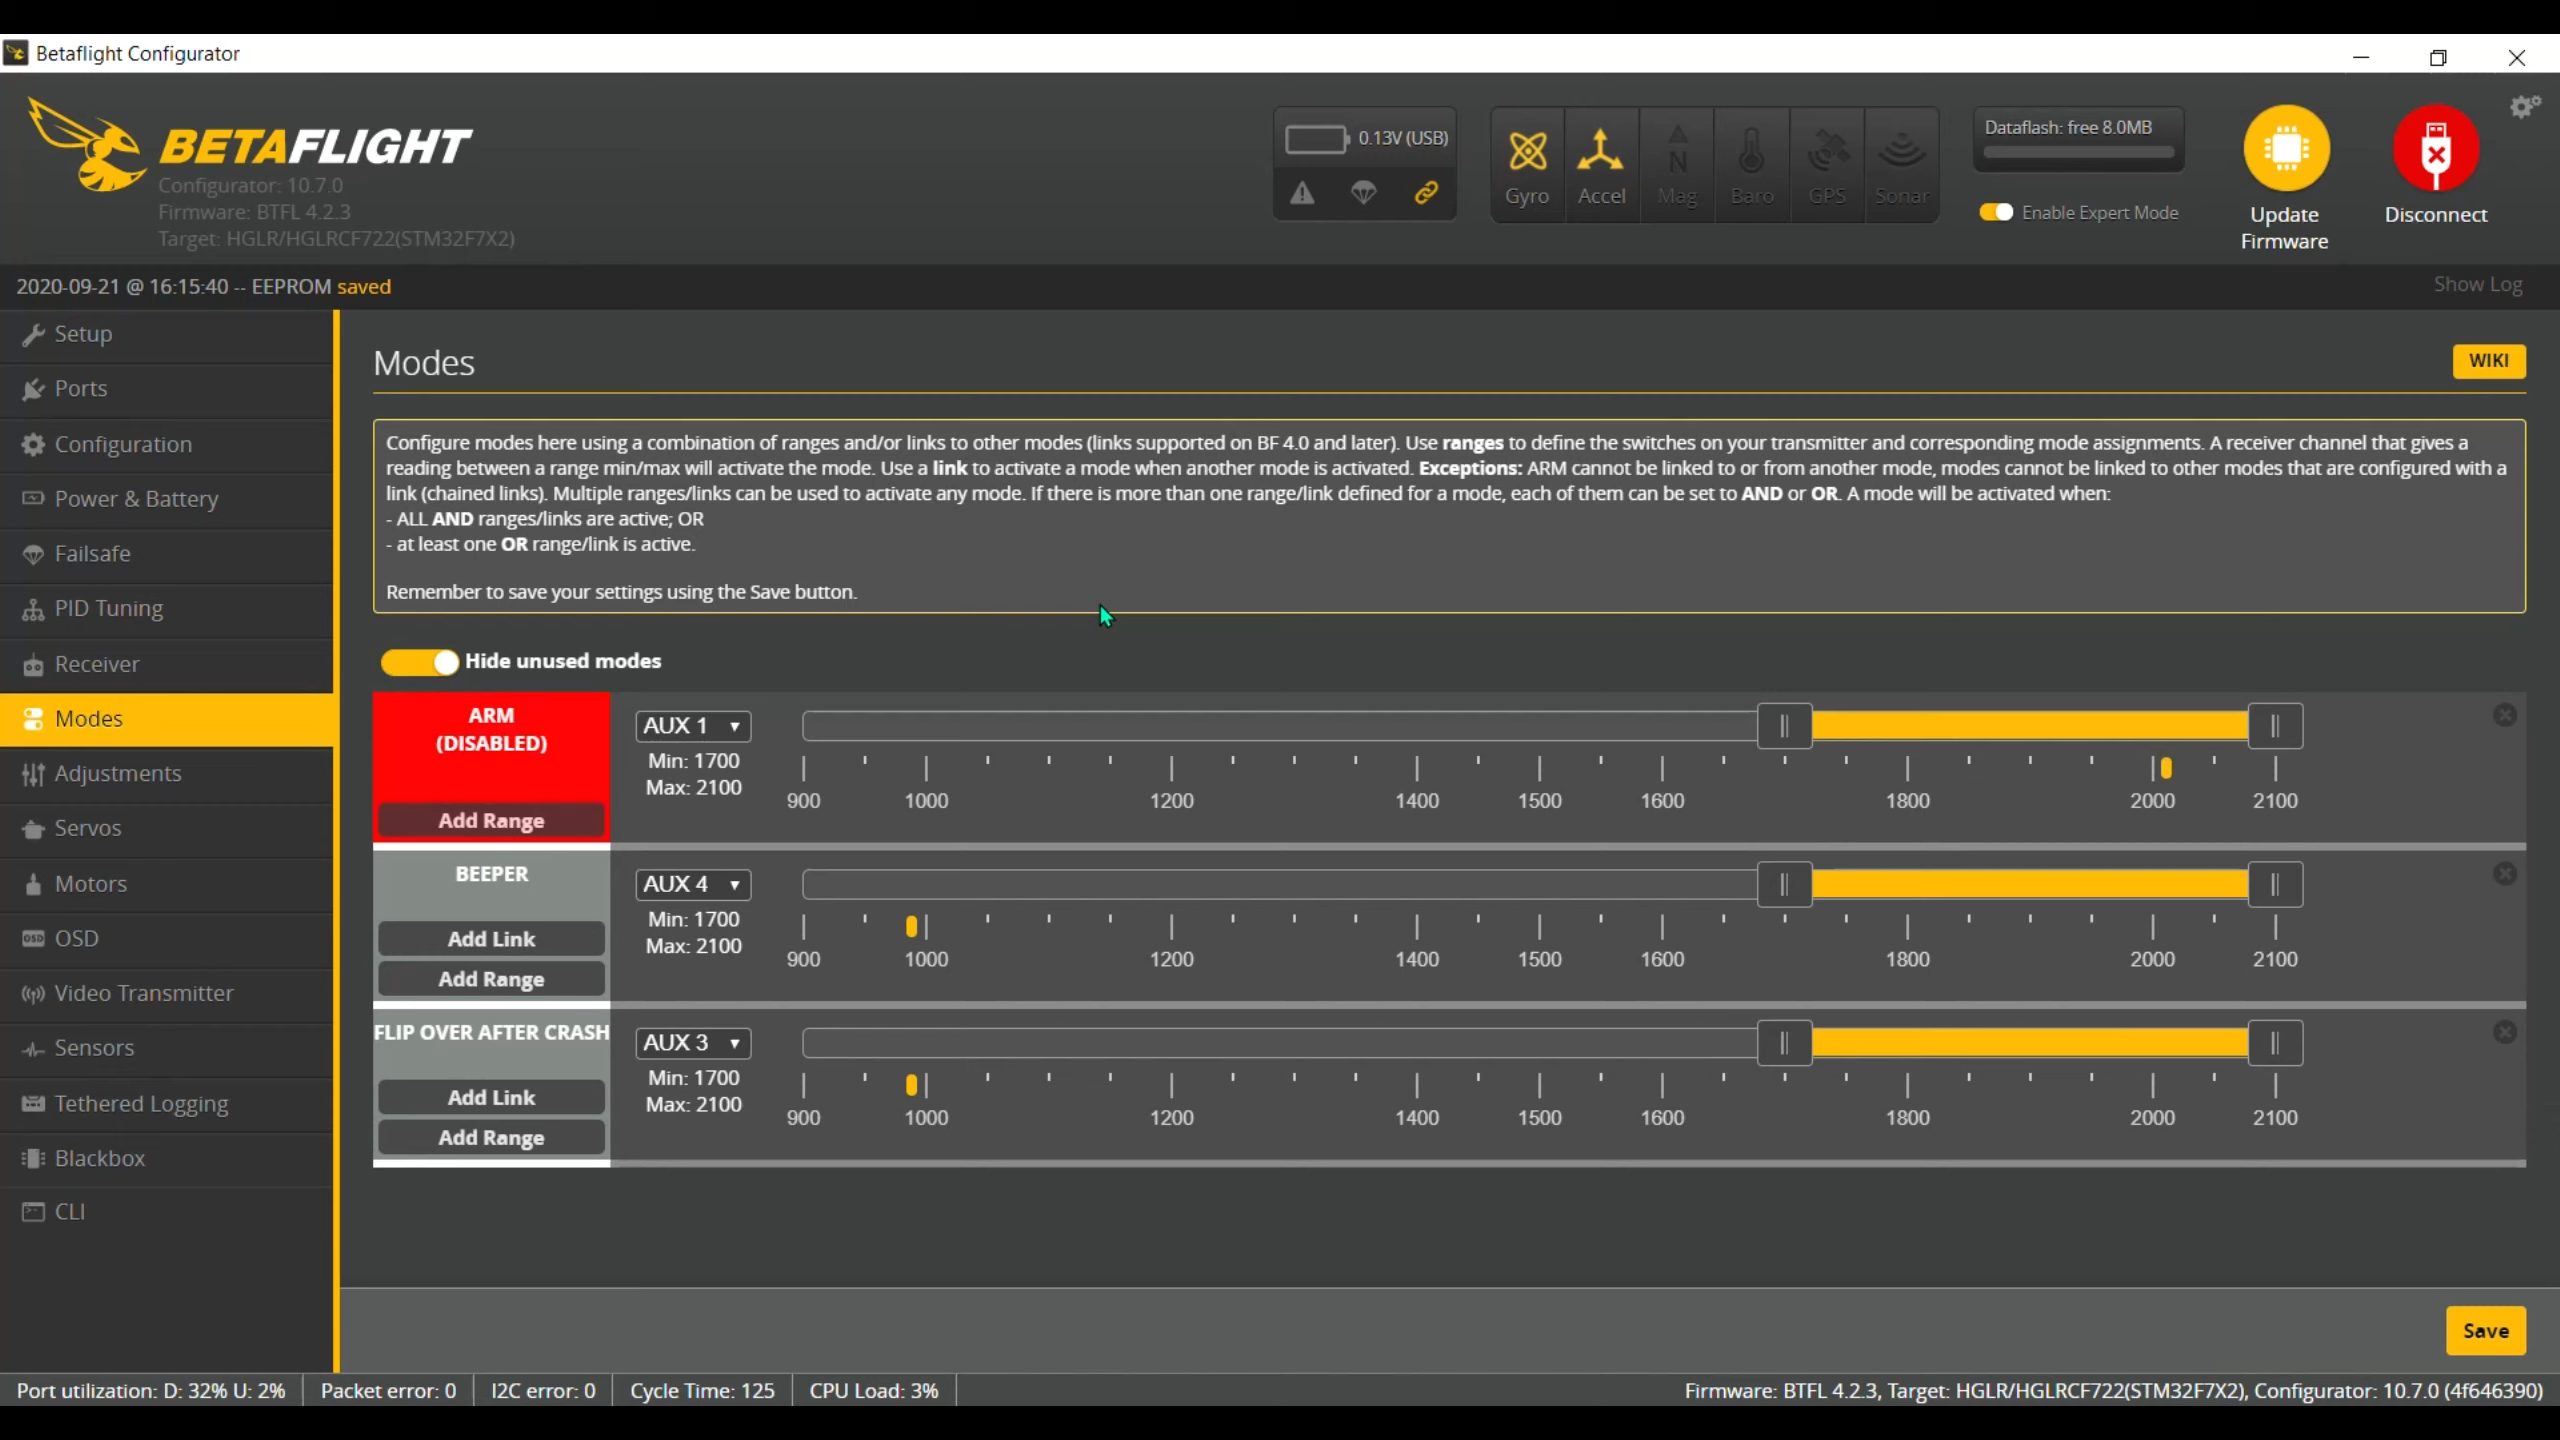 Betaflight Configurator
BETAFLIGHT
Configurator: 10.7.0
Firmware: BTFL 4.2.3
Target: HGLR/HGLRCF722(STM32F7X2)
0.13V (USB)
Gyro
Accel
N
Mag
Baro
GPS
Sonar
Dataflash: free 8.0MB
Enable Expert Mode
Update
Firmware
Disconnect
2020-09-21 @ 16:15:40 -- EEPROM saved
Show Log
Setup
Ports
Configuration
Power & Battery
Failsafe
PID Tuning
Receiver
Modes
Adjustments
Servos
Motors
OSD OSD
Video Transmitter
Sensors
Tethered Logging
Blackbox
CLI
Modes
WIKI
Configure modes here using a combination of ranges and/or links to other modes (links supported on BF 4.0 and later). Use ranges to define the switches on your transmitter and corresponding mode assignments. A receiver channel that gives a
reading between a range min/max will activate the mode. Use a link to activate a mode when another mode is activated. Exceptions: ARM cannot be linked to or from another mode, modes cannot be linked to other modes that are configured with a
link (chained links). Multiple ranges/links can be used to activate any mode. If there is more than one range/link defined for a mode, each of them can be set to AND or OR. A mode will be activated when:
- ALL AND ranges/links are active; OR
- at least one OR range/link is active.
Remember to save your settings using the Save button.
Hide unused modes
ARM
(DISABLED)
Add Range
AUX 1
Min: 1700
Max: 2100
900 1000 1200 1400 1500 1600 1800 2000 2100
BEEPER
Add Link
Add Range
AUX 4
Min: 1700
Max: 2100
900 1000 1200 1400 1500 1600 1800 2000 2100
FLIP OVER AFTER CRASH
Add Link
Add Range
AUX 3
Min: 1700
Max: 2100
900 1000 1200 1400 1500 1600 1800 2000 2100
Save
Port utilization: D: 32% U: 2%
Packet error: 0
I2C error: 0
Cycle Time: 125
CPU Load: 3%
Firmware: BTFL 4.2.3, Target: HGLR/HGLRCF722(STM32F7X2), Configurator: 10.7.0 (4f646390)